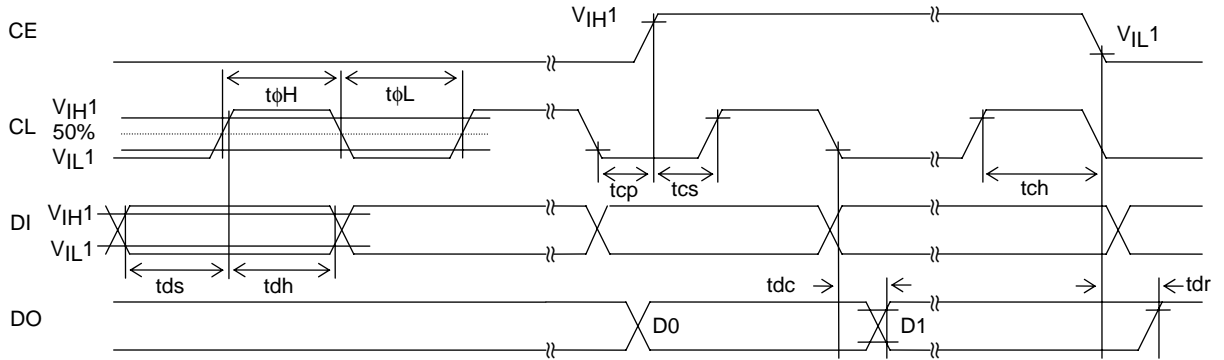 CE
VIH1
VIL1
tϕH
tϕL
CL
VIH1
50%
VIL1
tcp
tcs
tch
DI
VIH1
VIL1
tds
tdh
tdc
tdr
DO
D0
D1